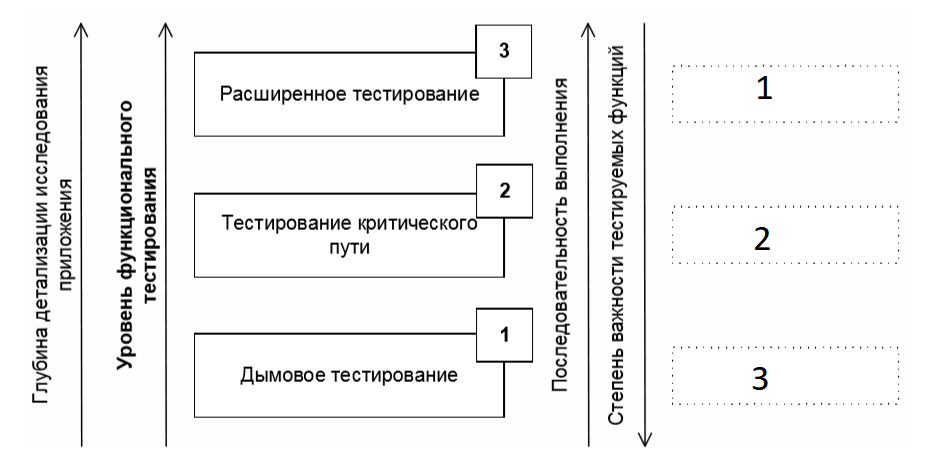 Глубина детализации исследования
приложения
Уровень функционального
тестирования
3
Расширенное тестирование
2
Тестирование критического
пути
1
Дымовое тестирование
Последовательность выполнения
Степень важности тестируемых функций
1
2
3